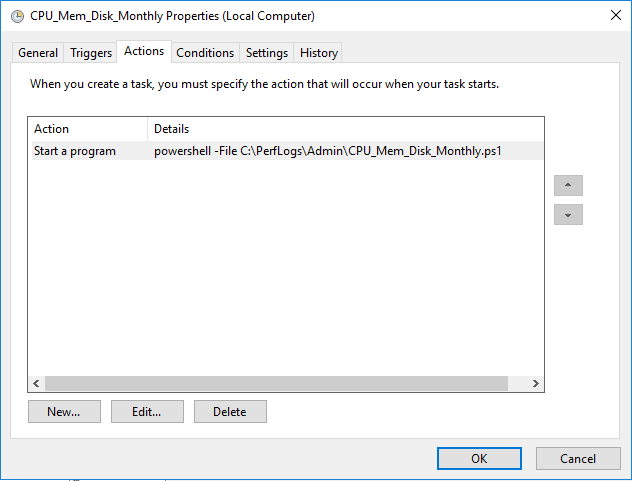 CPU_Mem_Disk_Monthly Properties (Local Computer)
General Triggers Actions Conditions Settings History
When you create a task, you must specify the action that will occur when your task starts.
Action Details
Start a program powershell -File C:\PerfLogs\Admin\CPU_Mem_Disk_Monthly.ps1
New... Edit... Delete
OK Cancel